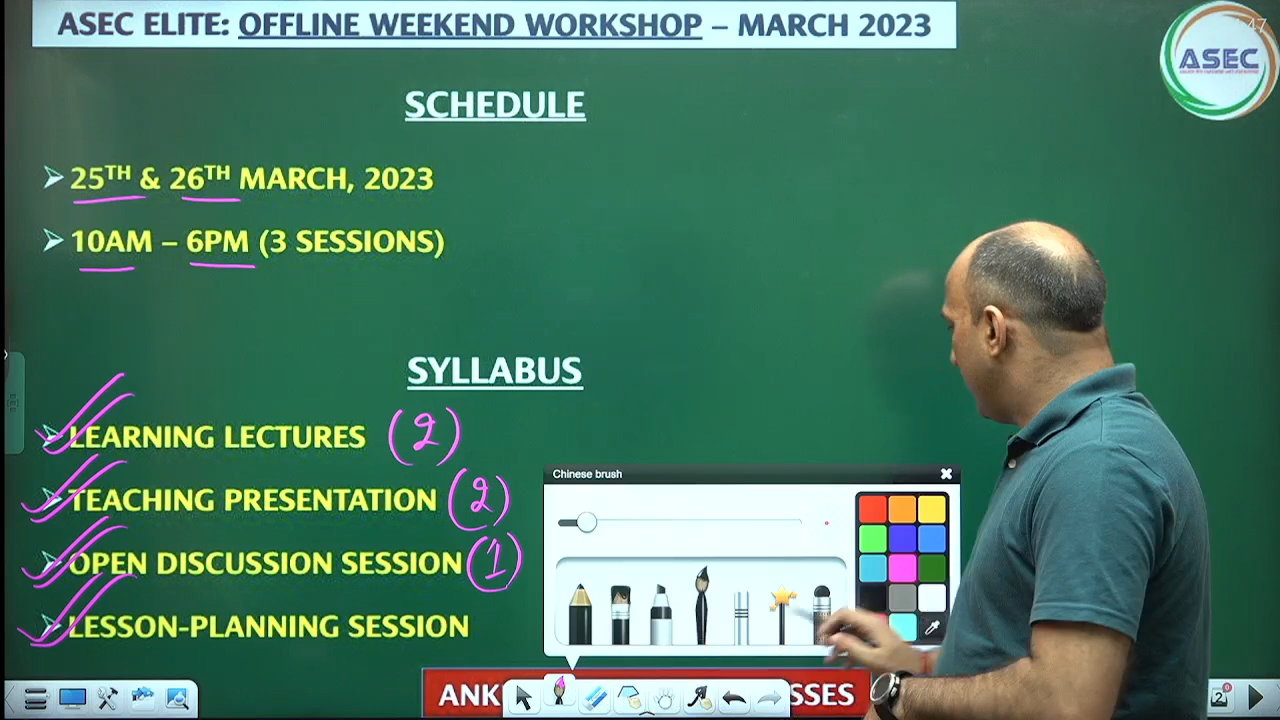 ASEC ELITE: OFFLINE WEEKEND WORKSHOP – MARCH 2023
ASEC
SCHEDULE
25TH & 26TH MARCH, 2023
10AM – 6PM (3 SESSIONS)
SYLLABUS
LEARNING LECTURES (2)
TEACHING PRESENTATION (2)
OPEN DISCUSSION SESSION (1)
LESSON-PLANNING SESSION
Chinese brush
ANK
SSES
2